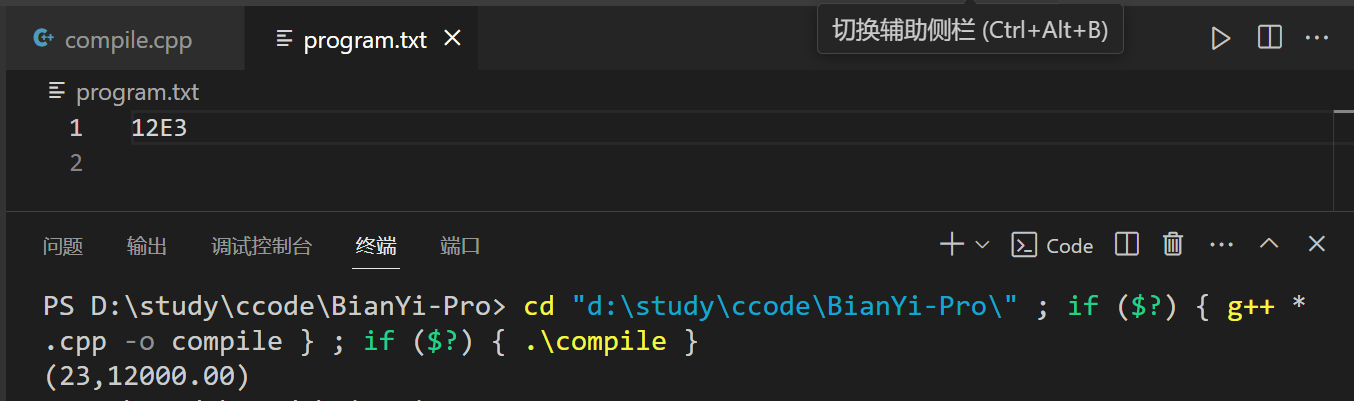 compile.cpp
program.txt
切换辅助侧栏 (Ctrl+Alt+B)
program.txt
1 12E3
2
问题 输出 调试控制台 终端 端口
Code
PS D:\study\ccode\BianYi-Pro> cd "d:\study\ccode\BianYi-Pro\" ; if ($?) { g++ *
.cpp -o compile } ; if ($?) { .\compile }
(23,12000.00)